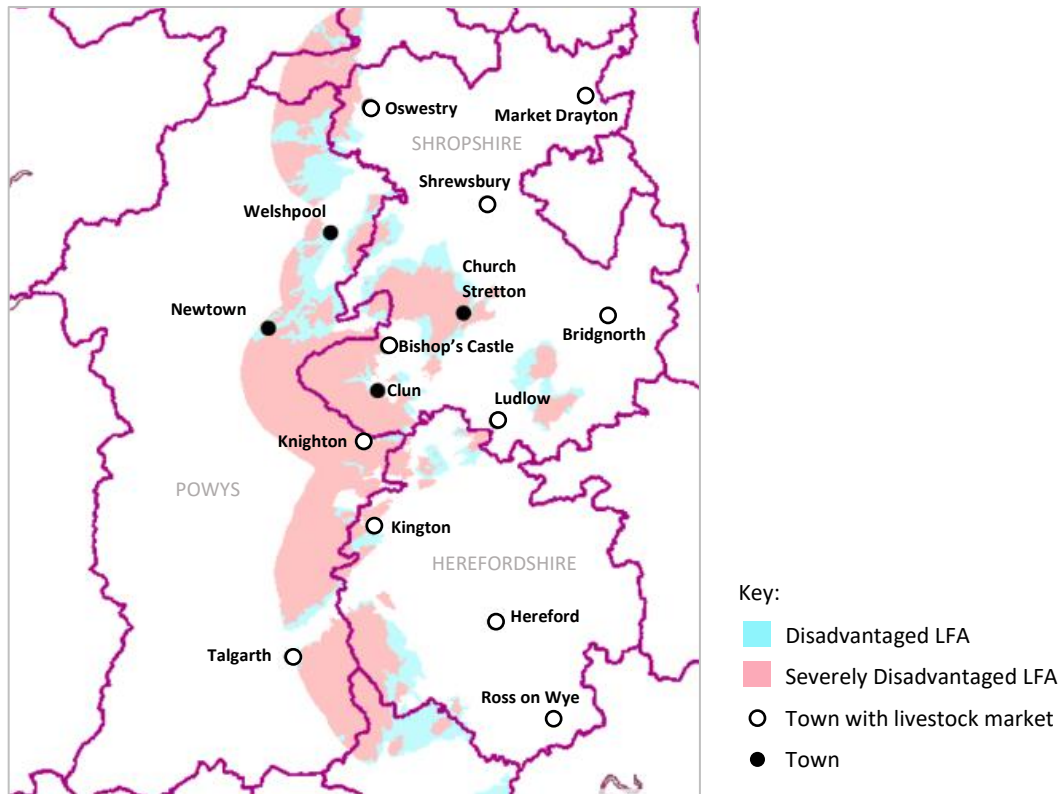 Oswestry
Market Drayton
SHROPSHIRE
Shrewsbury
Welshpool
Church
Stretton
Newtown
Bridgnorth
Bishop’s Castle
Clun
Ludlow
Knighton
POWYS
Kington
HEREFORDSHIRE
Hereford
Talgarth
Ross on Wye
Key:
Disadvantaged LFA
Severely Disadvantaged LFA
Town with livestock market
Town